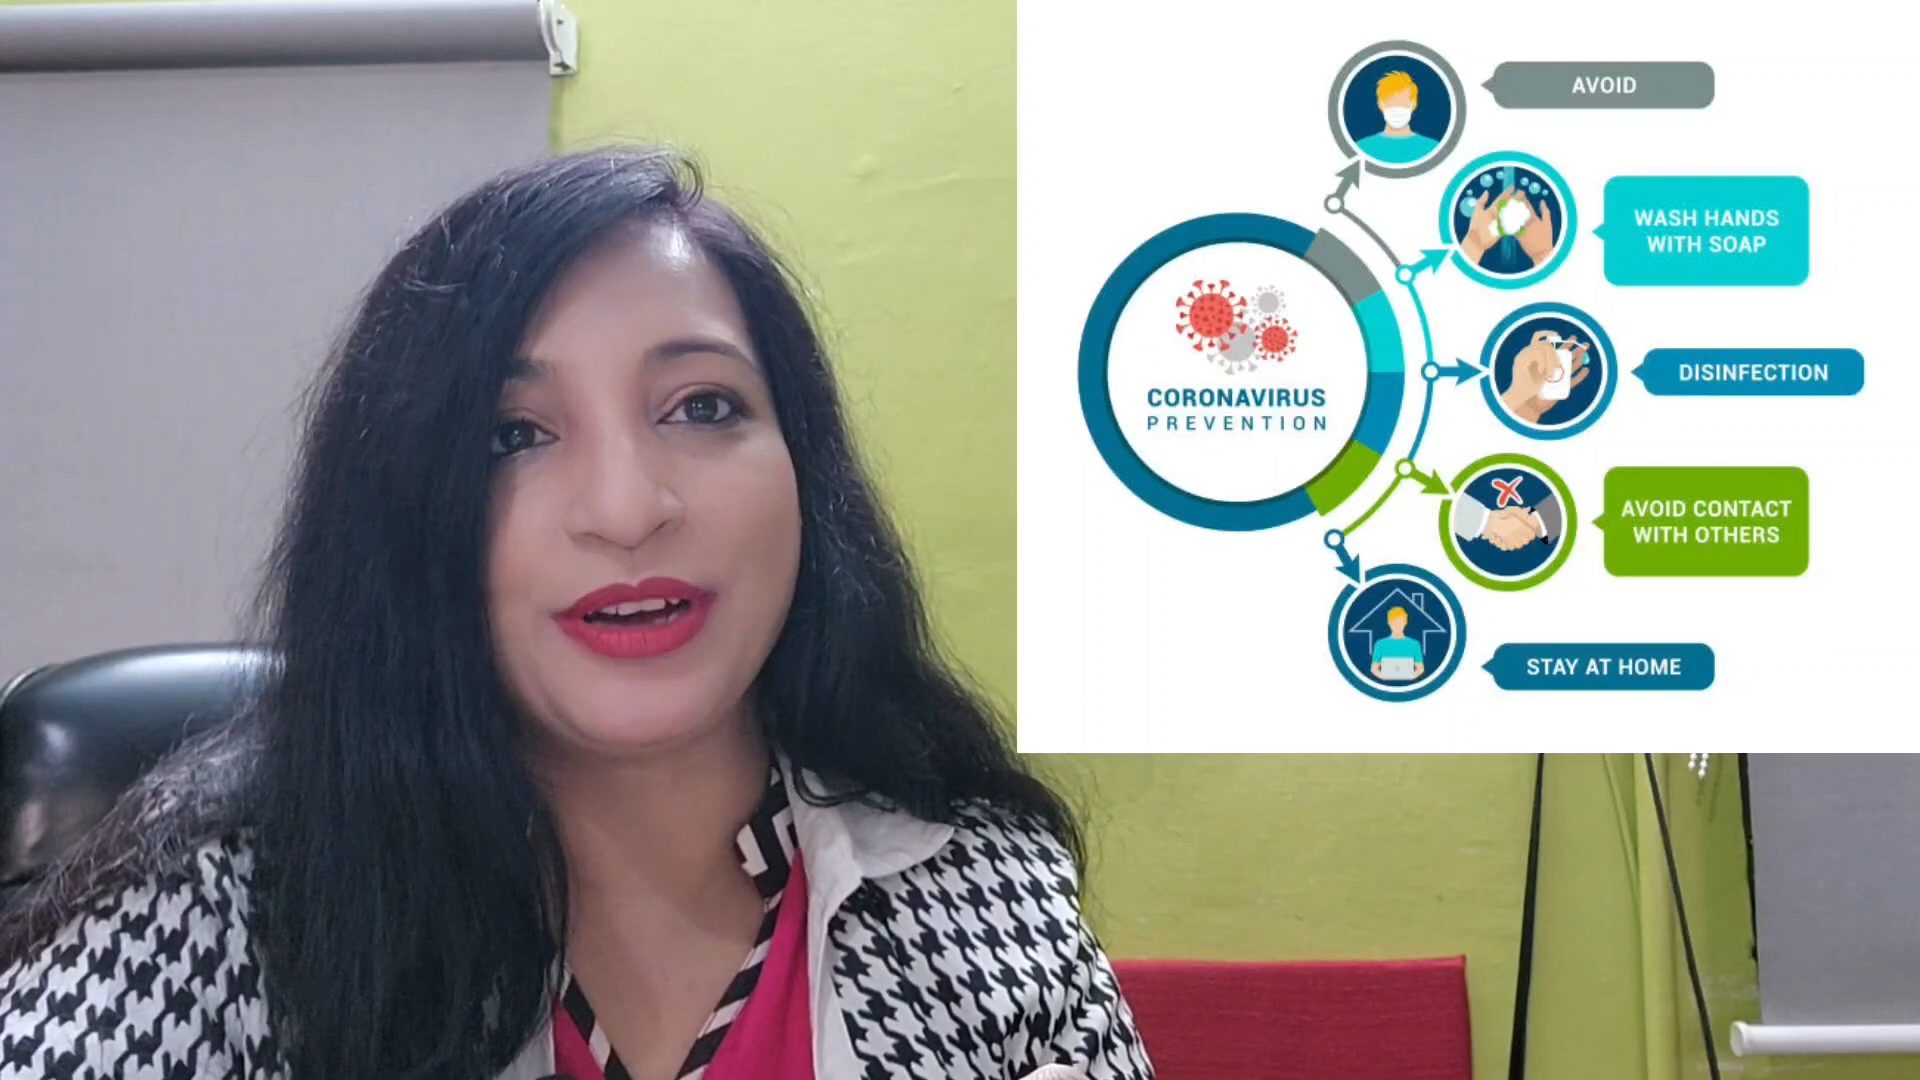 AVOID
WASH HANDS
WITH SOAP
CORONAVIRUS
PREVENTION
DISINFECTION
AVOID CONTACT
WITH OTHERS
STAY AT HOME